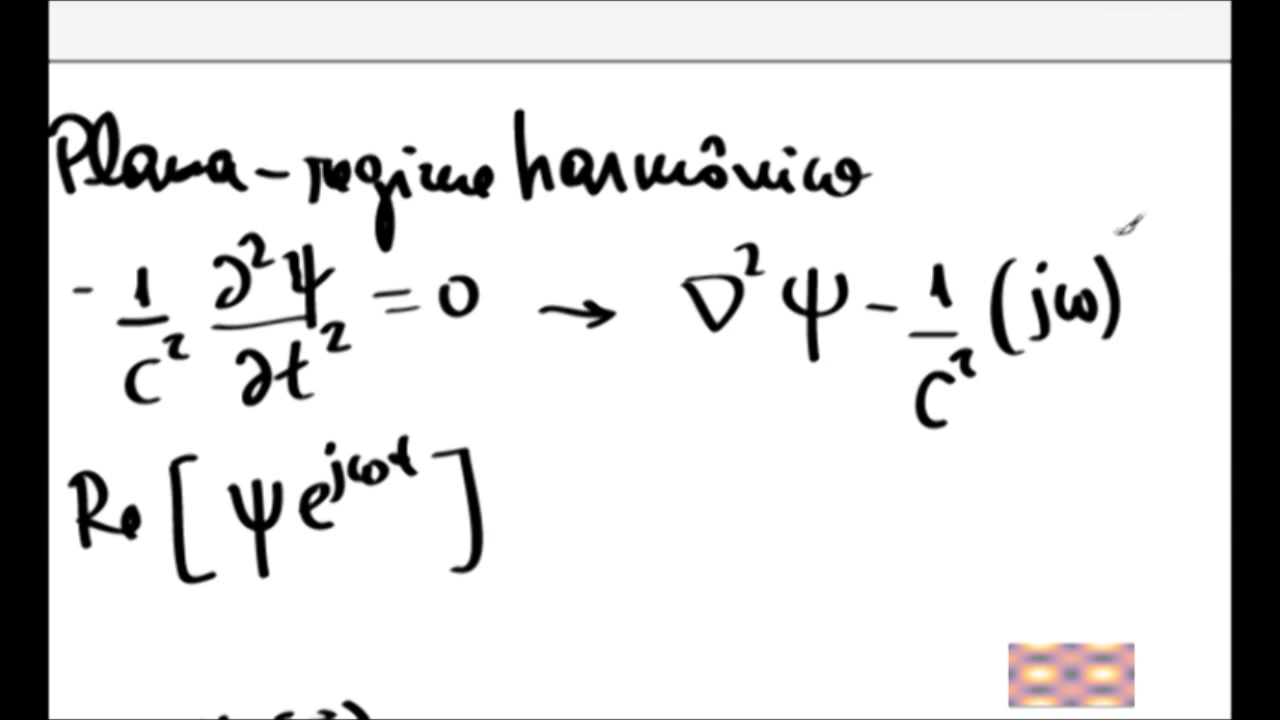 Plana - regime harmônico
- 1/c² ∂²ψ/∂t² = 0 → ∇²ψ - 1/c² (jω)
Re [ψe^{jωt}]